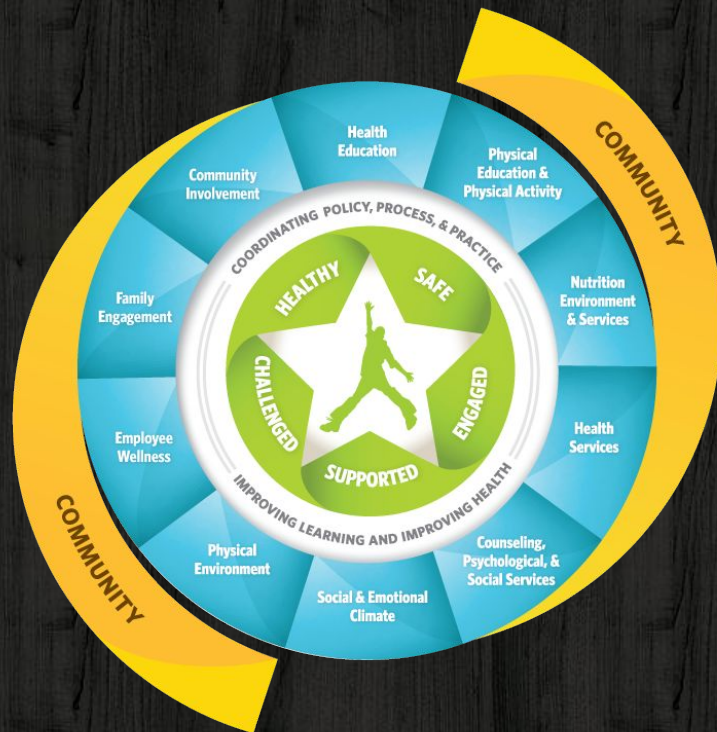 COMMUNITY
Health
Education
Physical
Education &
Physical Activity
Nutrition
Environment
& Services
Health
Services
Counseling,
Psychological, &
Social Services
Social & Emotional
Climate
Physical
Environment
Employee
Wellness
Family
Engagement
Community
Involvement
COORDINATING POLICY, PROCESS, & PRACTICE
IMPROVING LEARNING AND IMPROVING HEALTH
HEALTHY
SAFE
ENGAGED
SUPPORTED
CHALLENGED
COMMUNITY